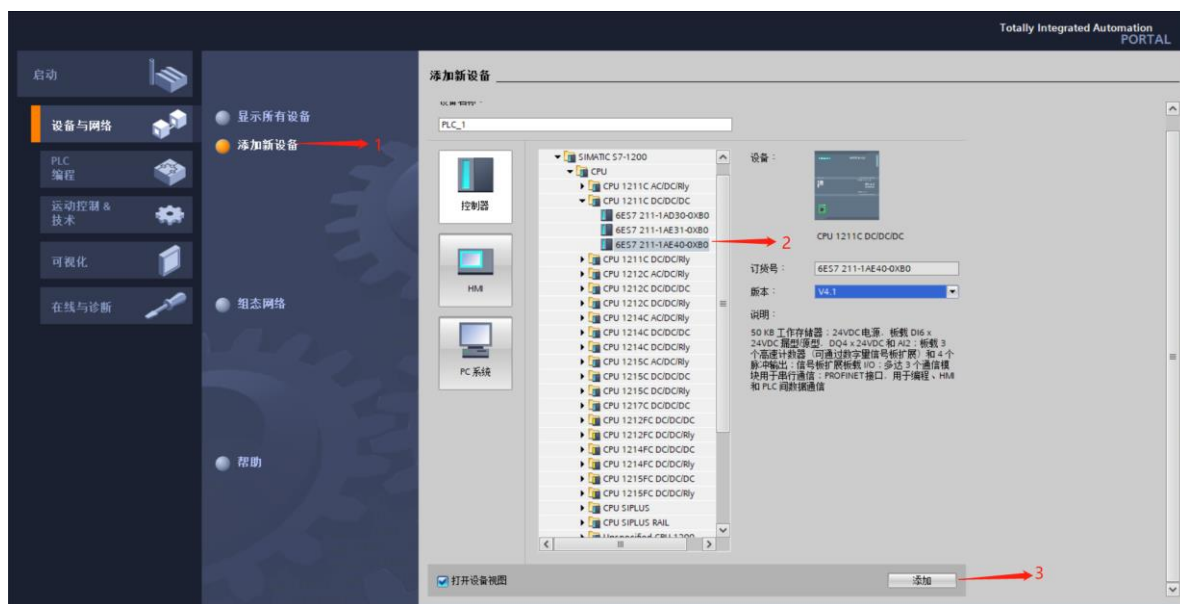 Totally Integrated Automation
PORTAL
启动
设备与网络
PLC
编程
运动控制 &
技术
可视化
在线与诊断
显示所有设备
添加新设备
1
组态网络
帮助
添加新设备
设备名称：
PLC_1
控制器
HMI
PC 系统
SIMATIC S7-1200
CPU
CPU 1211C AC/DC/Rly
CPU 1211C DC/DC/DC
6ES7 211-1AD30-0XB0
6ES7 211-1AE31-0XB0
6ES7 211-1AE40-0XB0
2
CPU 1211C DC/DC/Rly
CPU 1212C AC/DC/Rly
CPU 1212C DC/DC/DC
CPU 1212C DC/DC/Rly
CPU 1214C AC/DC/Rly
CPU 1214C DC/DC/DC
CPU 1214C DC/DC/Rly
CPU 1215C AC/DC/Rly
CPU 1215C DC/DC/DC
CPU 1215C DC/DC/Rly
CPU 1217C DC/DC/DC
CPU 1212FC DC/DC/DC
CPU 1212FC DC/DC/Rly
CPU 1214FC DC/DC/DC
CPU 1214FC DC/DC/Rly
CPU 1215FC DC/DC/DC
CPU 1215FC DC/DC/Rly
CPU SIPLUS
CPU SIPLUS RAIL
Unspecified CPU 1200
设备：
CPU 1211C DC/DC/DC
订货号：
6ES7 211-1AE40-0XB0
版本：
V4.1
说明：
50 KB 工作存储器；24VDC 电源，板载 DI6 x
24VDC 漏型/源型，DQ4 x 24VDC 和 AI2；板载 3
个高速计数器（可通过数字量信号板扩展）和 4 个
脉冲输出；信号板扩展板载 I/O；多达 3 个通信模
块用于串行通信；PROFINET 接口，用于编程、HMI
和 PLC 间数据通信
打开设备视图
添加
3